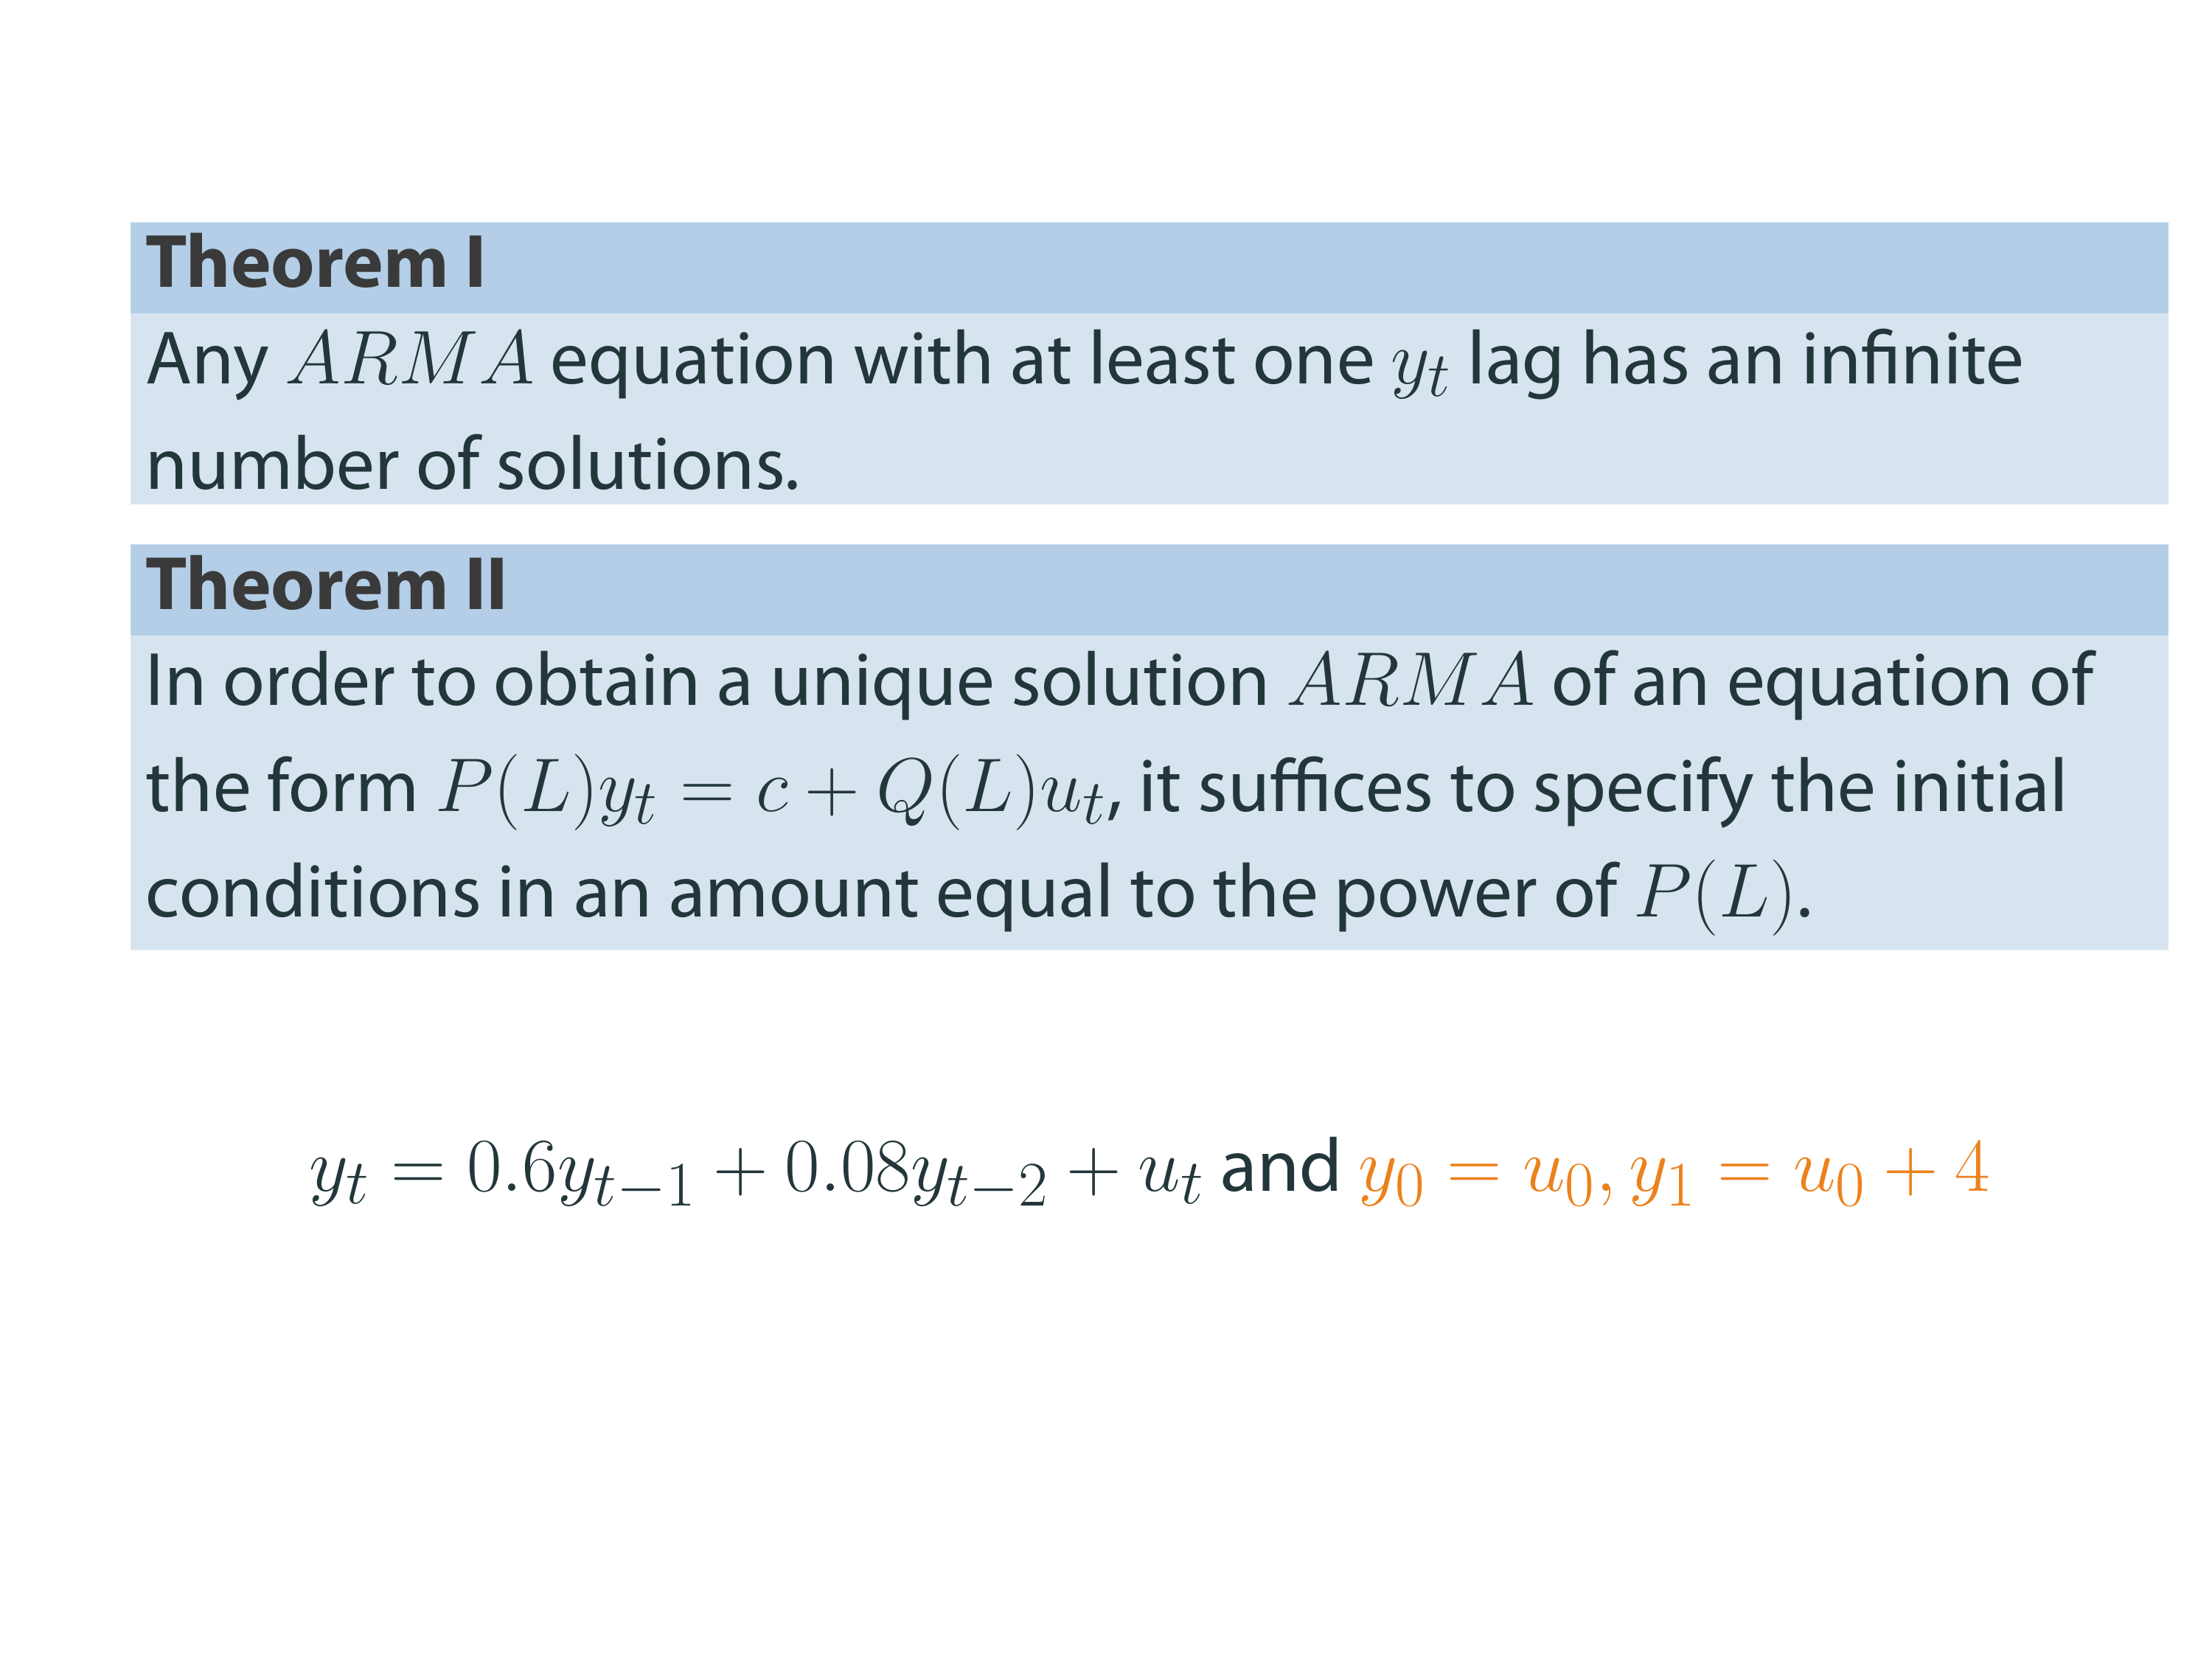 Theorem I
Any $ARMA$ equation with at least one $y_t$ lag has an infinite
number of solutions.
Theorem II
In order to obtain a unique solution $ARMA$ of an equation of
the form $P(L)y_t = c + Q(L)u_t$, it suffices to specify the initial
conditions in an amount equal to the power of $P(L)$.
$y_t = 0.6y_{t-1} + 0.08y_{t-2} + u_t$ and $y_0 = u_0, y_1 = u_0 + 4$